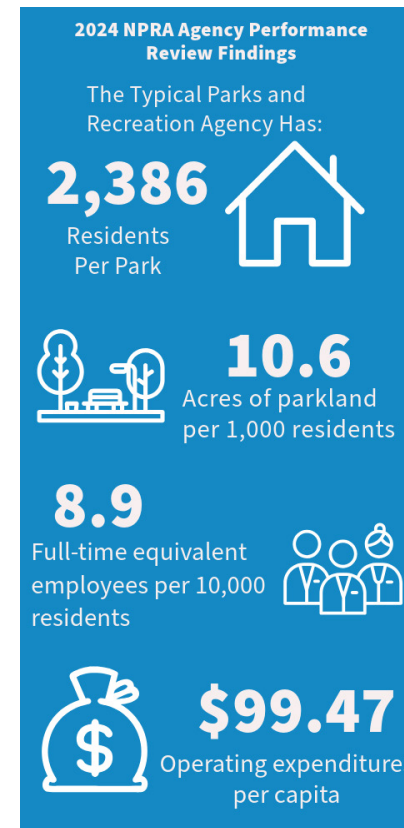 2024 NPRA Agency Performance
Review Findings
The Typical Parks and
Recreation Agency Has:
2,386
Residents
Per Park
10.6
Acres of parkland
per 1,000 residents
8.9
Full-time equivalent
employees per 10,000
residents
$
$99.47
Operating expenditure
per capita